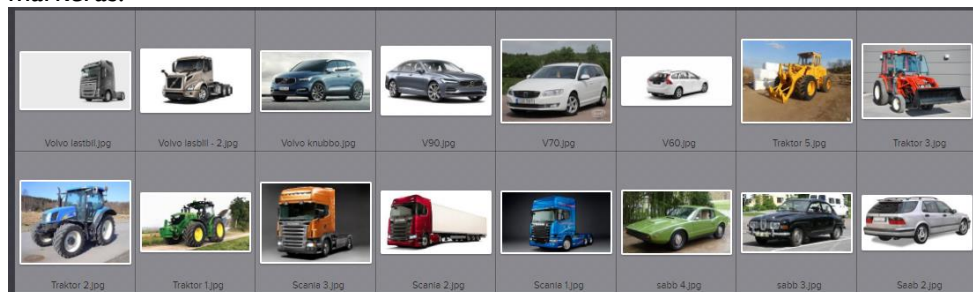 Volvo lastbil.jpg Volvo lasbili - 2.jpg Volvo knubbo.jpg V90.jpg V70.jpg V60.jpg Traktor 5.jpg Traktor 3.jpg
Traktor 2.jpg Traktor 1.jpg Scania 3.jpg Scania 2.jpg Scania 1.jpg sabb 4.jpg sabb 3.jpg Saab 2.jpg